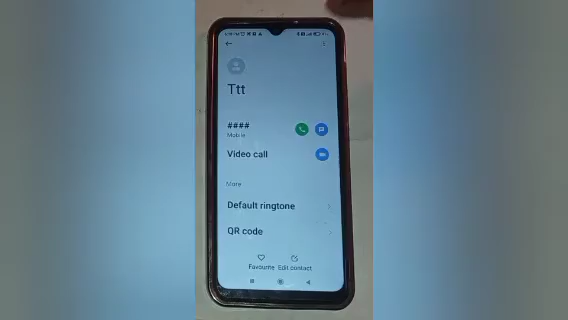 Ttt
####
Mobile
Video call
More
Default ringtone
QR code
Favourite Edit contact